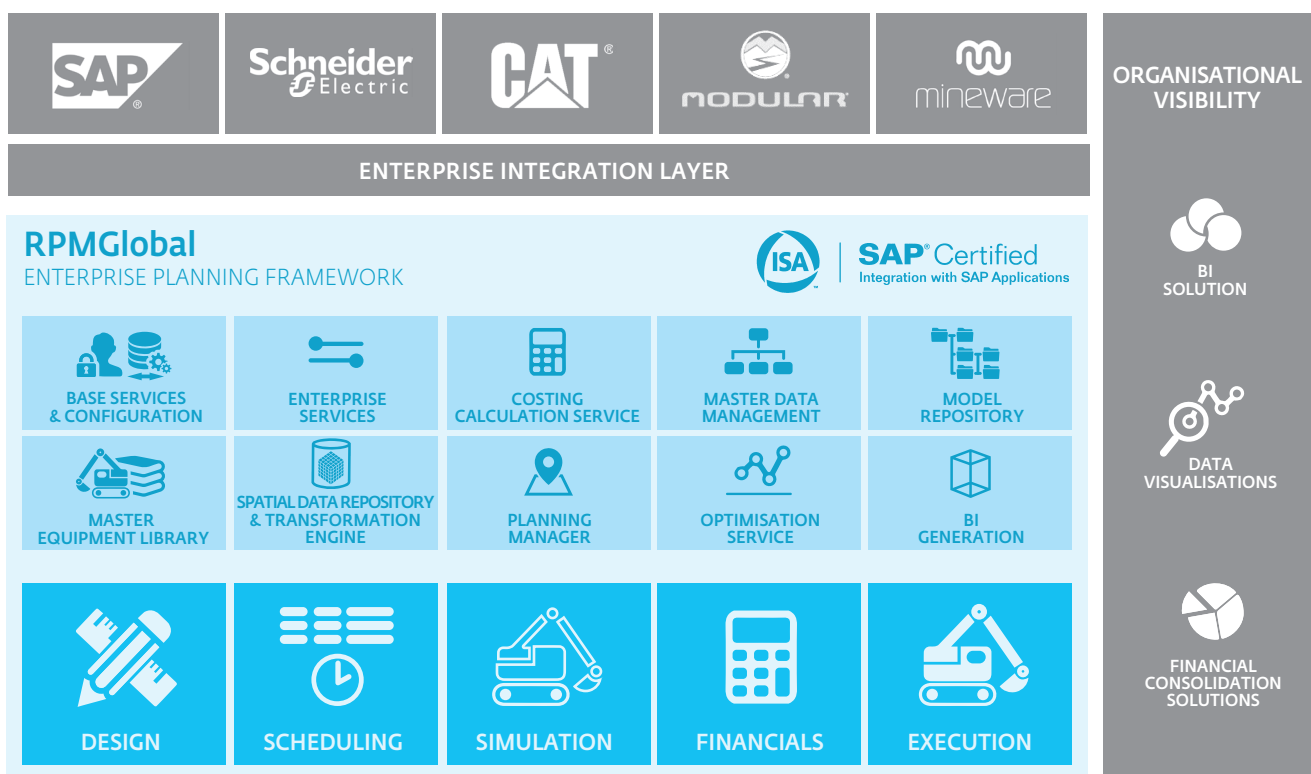 SAP®
Schneider
Electric
CAT®
MODULAR
mineware
ORGANISATIONAL
VISIBILITY
ENTERPRISE INTEGRATION LAYER
RPMGlobal
ENTERPRISE PLANNING FRAMEWORK
ISA™
SAP® Certified
Integration with SAP Applications
BI
SOLUTION
BASE SERVICES
& CONFIGURATION
ENTERPRISE
SERVICES
COSTING
CALCULATION SERVICE
MASTER DATA
MANAGEMENT
MODEL
REPOSITORY
DATA
VISUALISATIONS
MASTER
EQUIPMENT LIBRARY
SPATIAL DATA REPOSITORY
& TRANSFORMATION
ENGINE
PLANNING
MANAGER
OPTIMISATION
SERVICE
BI
GENERATION
FINANCIAL
CONSOLIDATION
SOLUTIONS
DESIGN
SCHEDULING
SIMULATION
FINANCIALS
EXECUTION